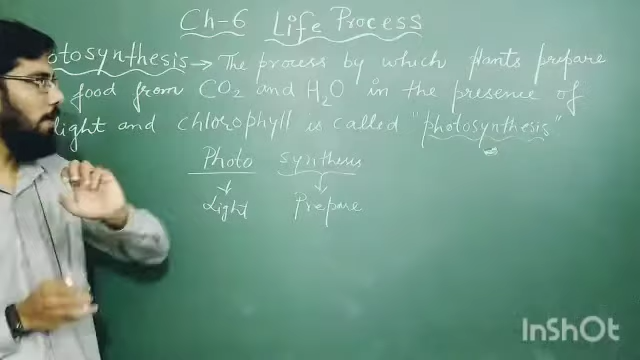 Ch-6 Life Process
otosynthesis → The process by which plants prepare
food from CO2 and H2O in the presence of
light and chlorophyll is called "photosynthesis"
Photo synthesis
Light Prepare
InShOt